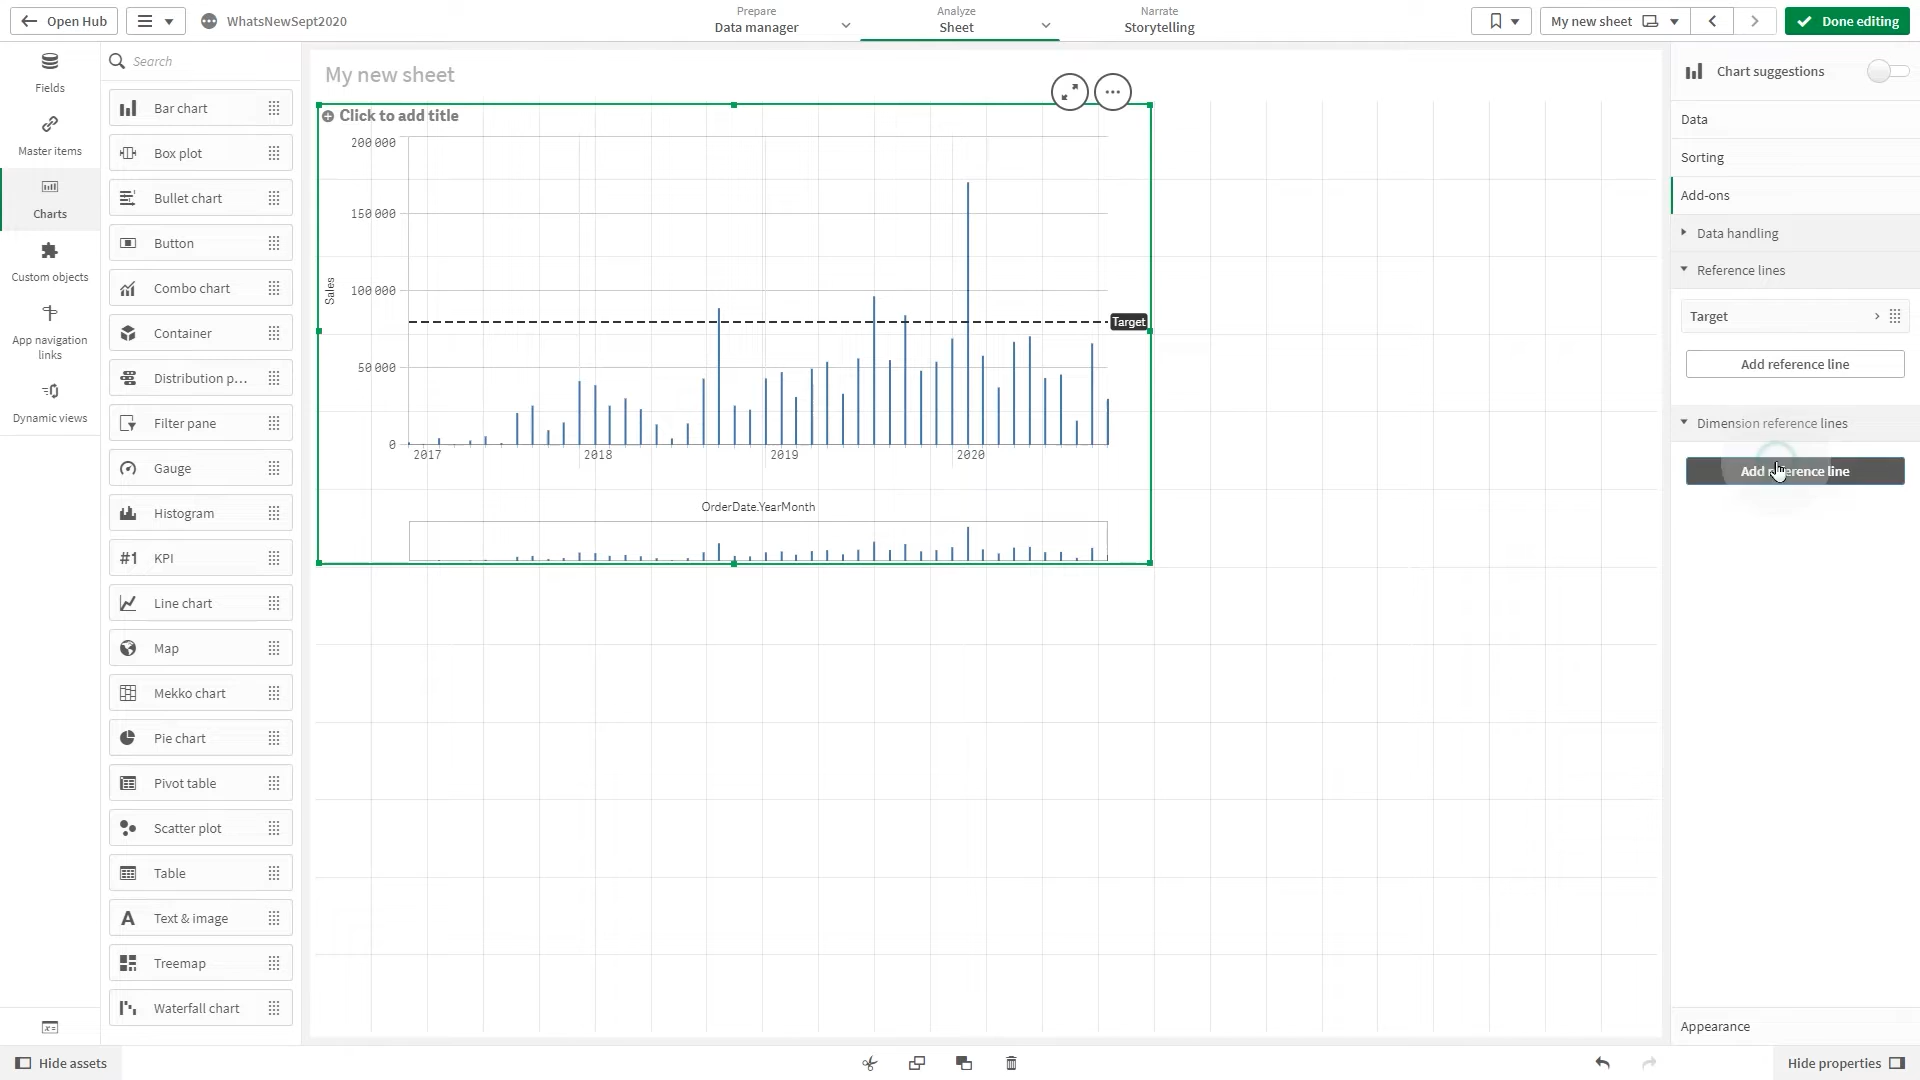 Open Hub
WhatsNewSept2020
Prepare
Data manager
Analyze
Sheet
Narrate
Storytelling
My new sheet
Done editing
Fields
Master items
Charts
Custom objects
App navigation
links
Dynamic views
Search
Bar chart
Box plot
Bullet chart
Button
Combo chart
Container
Distribution p...
Filter pane
Gauge
Histogram
#1 KPI
Line chart
Map
Mekko chart
Pie chart
Pivot table
Scatter plot
Table
A Text & image
Treemap
Waterfall chart
My new sheet
Click to add title
200 000
150 000
100 000
50 000
0
Sales
Target
2017
2018
2019
2020
OrderDate.YearMonth
Chart suggestions
Data
Sorting
Add-ons
Data handling
Reference lines
Target
Add reference line
Dimension reference lines
Add reference line
Appearance
Hide assets
Hide properties